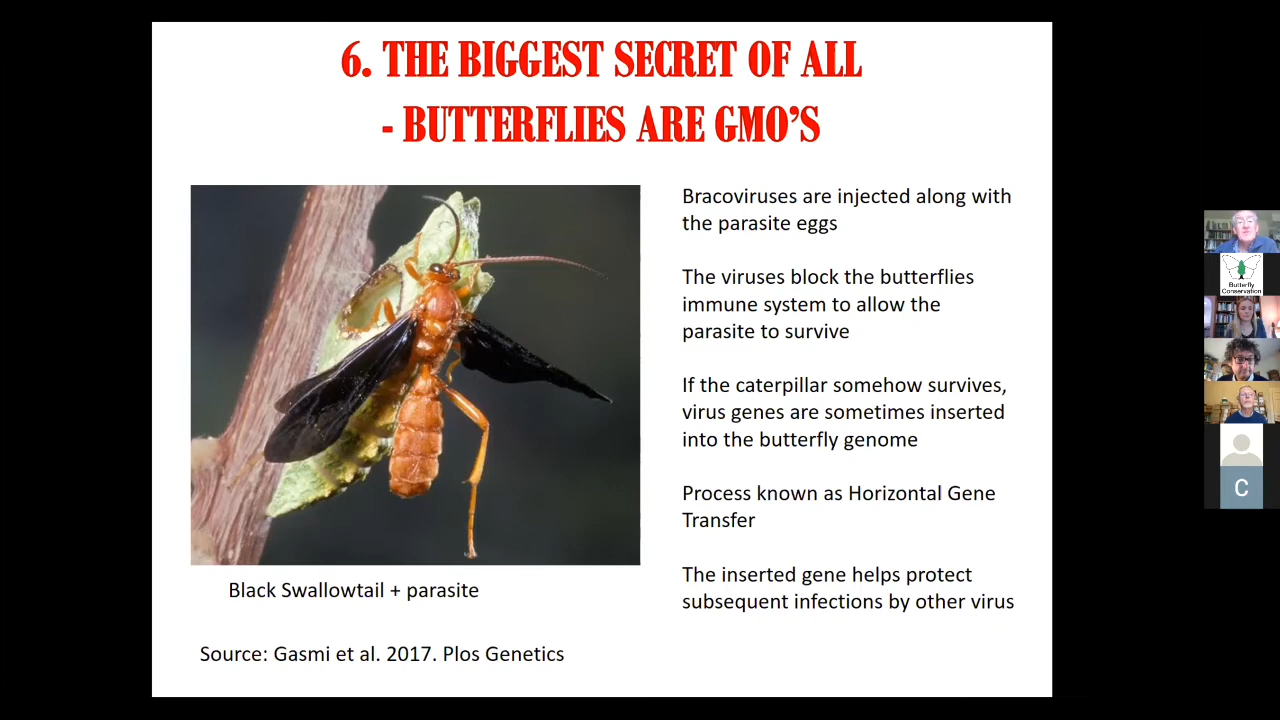 6. THE BIGGEST SECRET OF ALL
- BUTTERFLIES ARE GMO'S
Bracoviruses are injected along with
the parasite eggs
The viruses block the butterflies
immune system to allow the
parasite to survive
If the caterpillar somehow survives,
virus genes are sometimes inserted
into the butterfly genome
Process known as Horizontal Gene
Transfer
The inserted gene helps protect
subsequent infections by other virus
Black Swallowtail + parasite
Source: Gasmi et al. 2017. Plos Genetics
Butterfly
Conservation
C